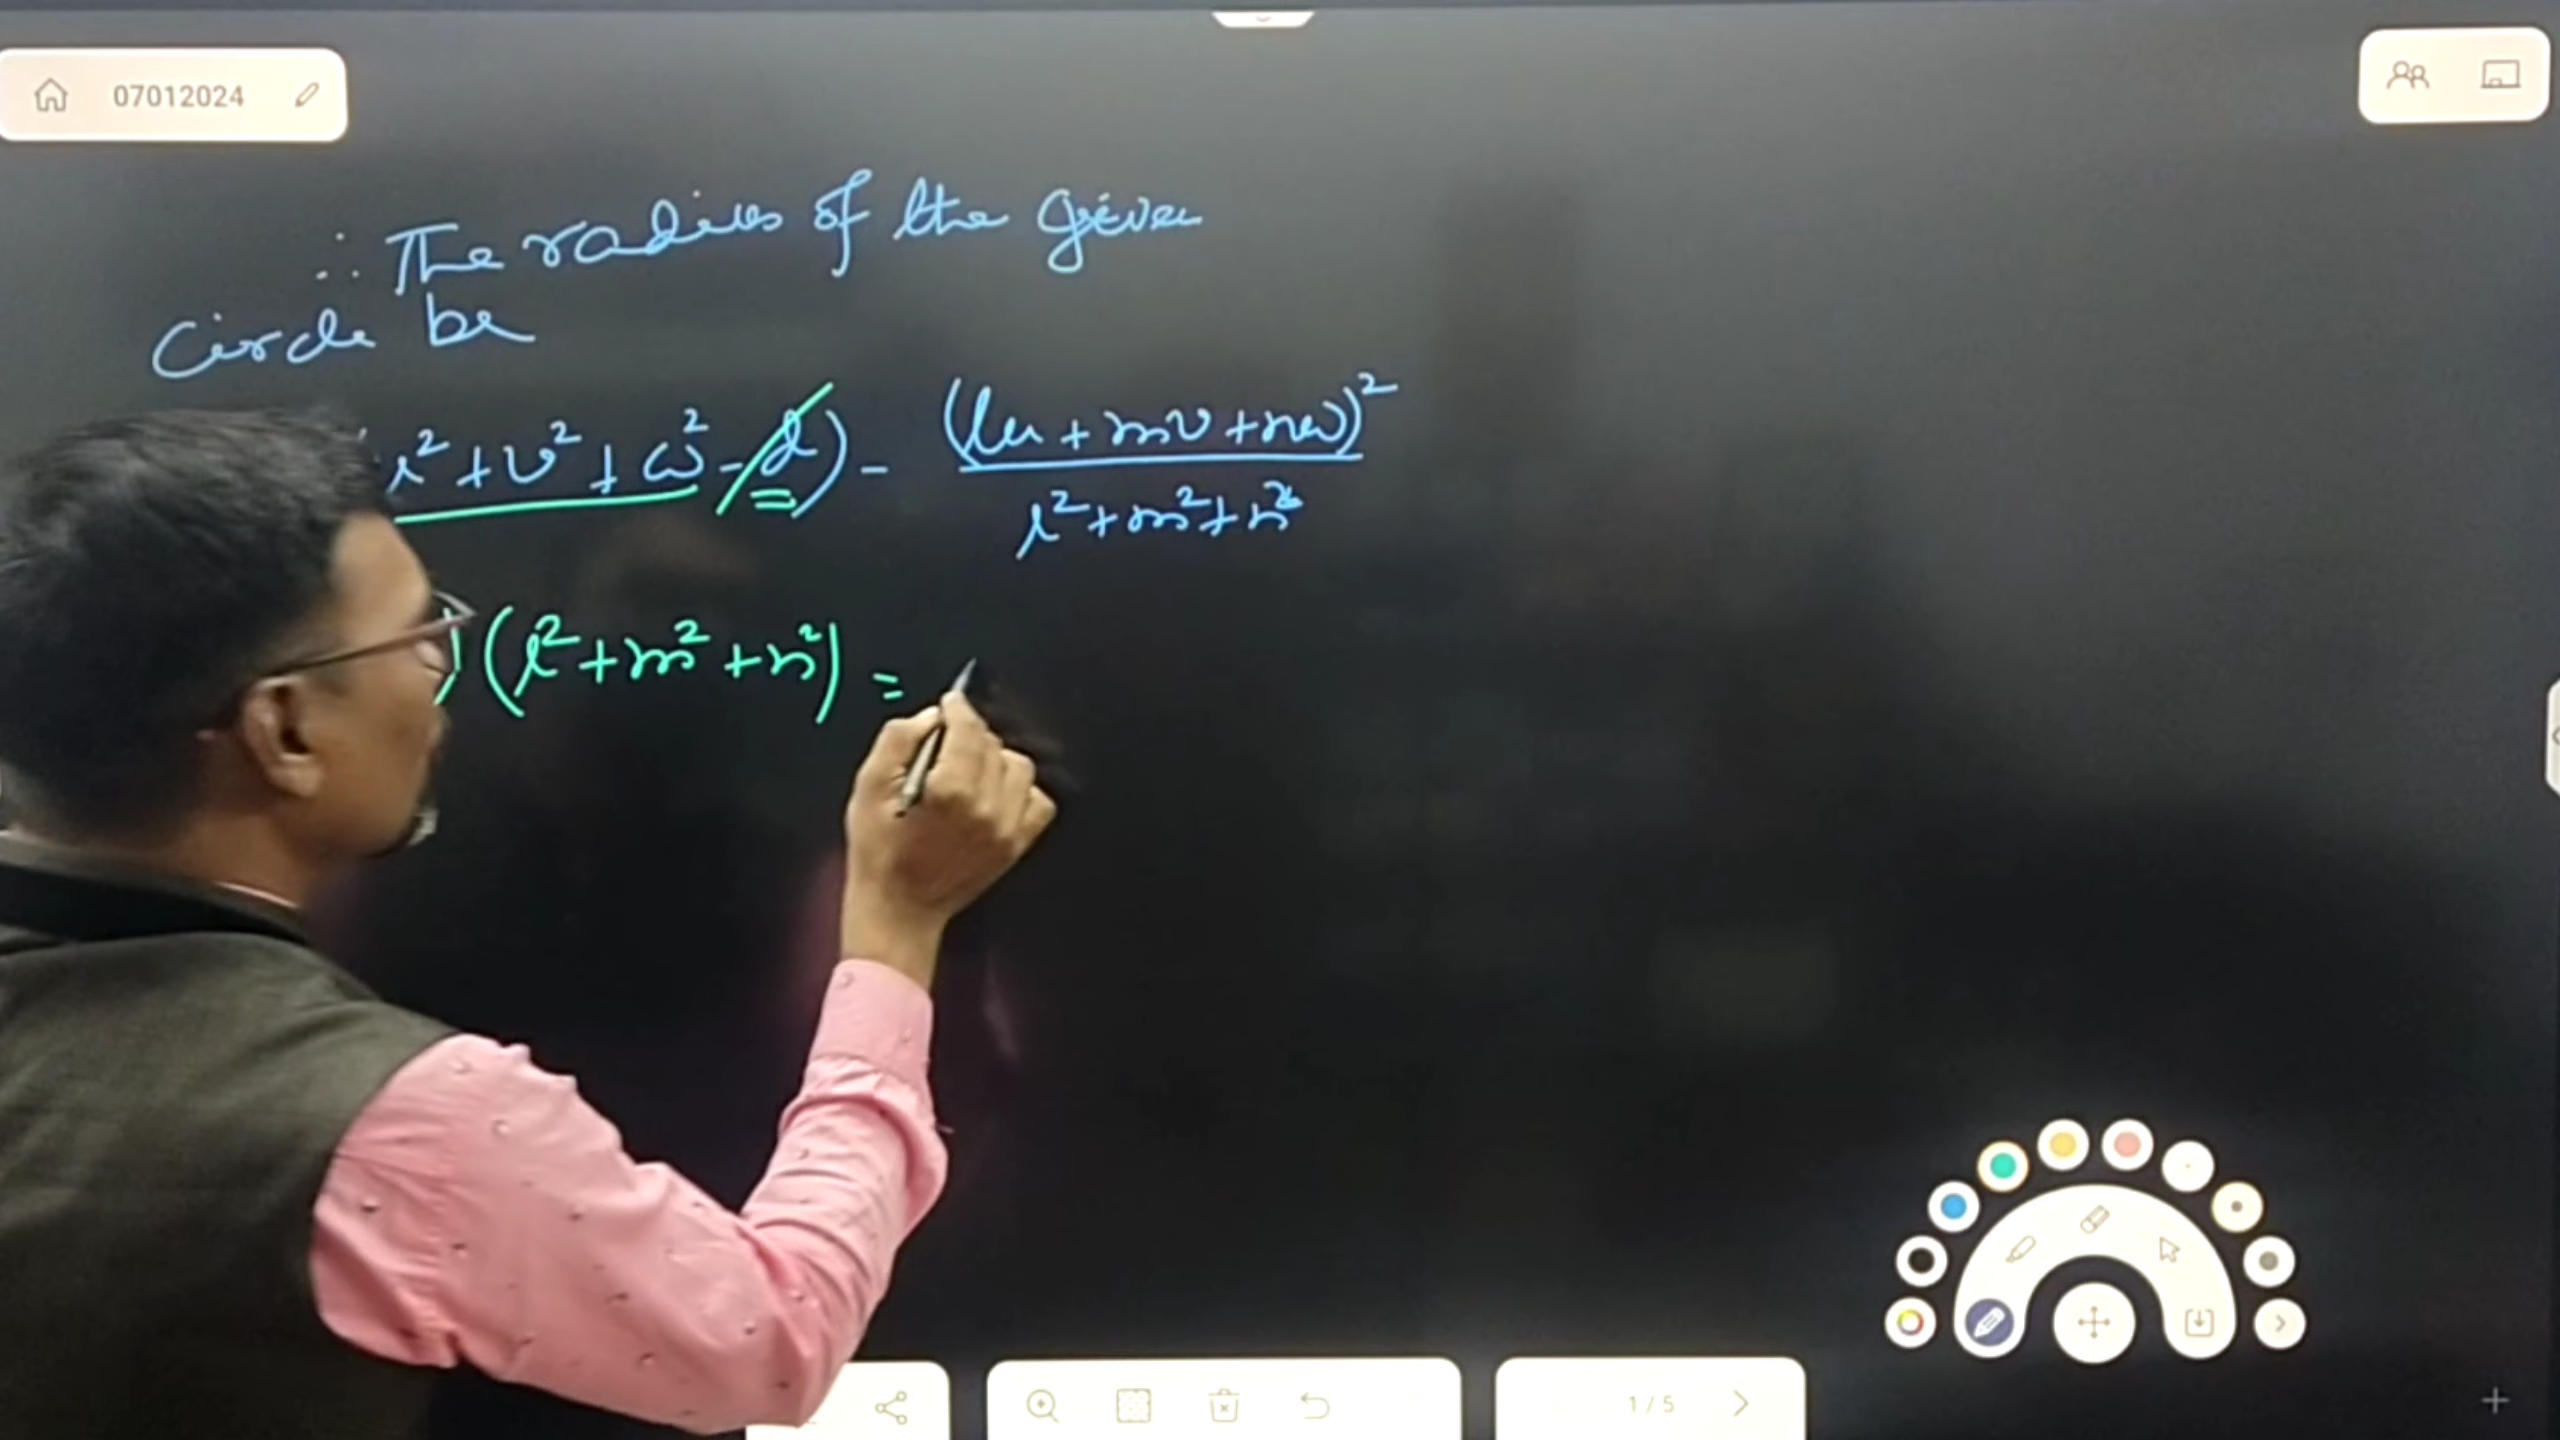 07012024
∴ The radius of the given
Circle be
u² + v² + w² - d) - (lu + mv + nw)² / l² + m² + n²
) (l² + m² + n²) =
1 / 5